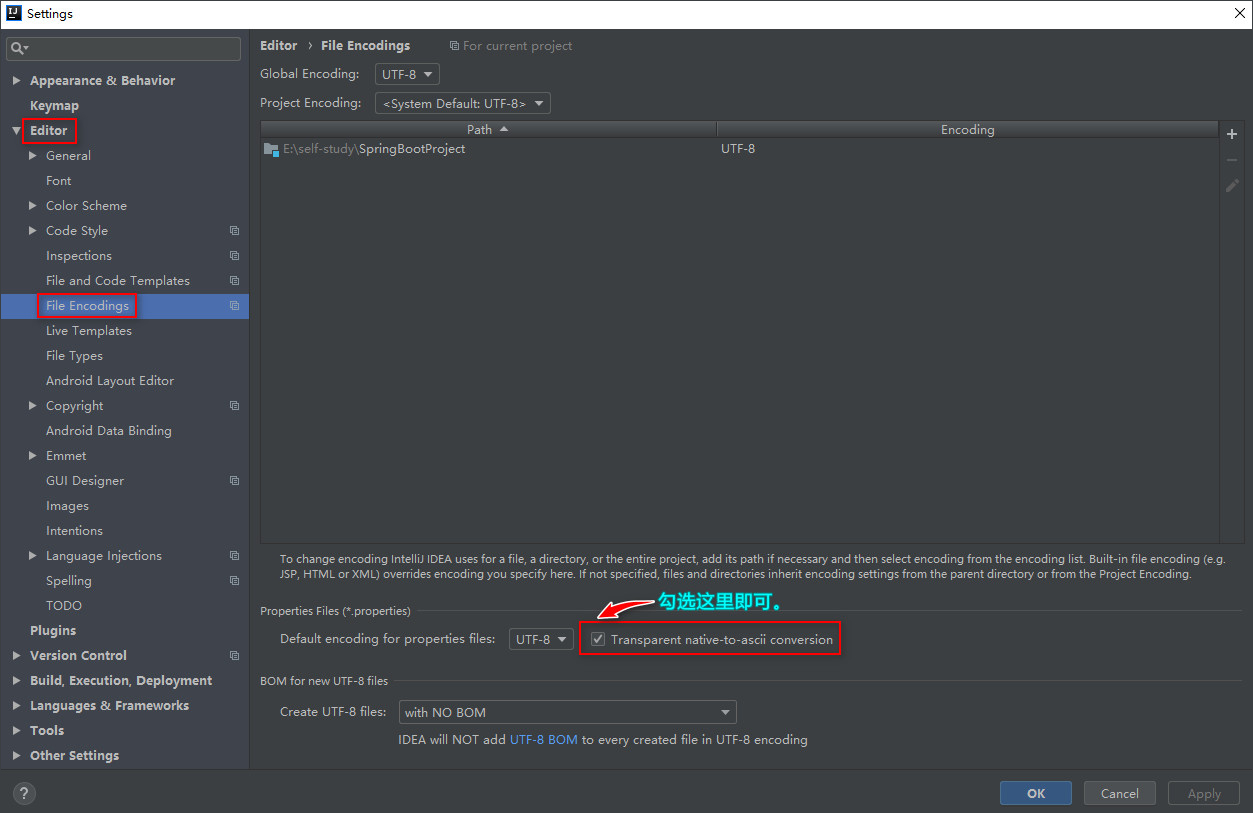 Settings
Editor › File Encodings For current project
Global Encoding: UTF-8
Project Encoding: <System Default: UTF-8>
Path Encoding
E:\self-study\SpringBootProject UTF-8
Appearance & Behavior
Keymap
Editor
General
Font
Color Scheme
Code Style
Inspections
File and Code Templates
File Encodings
Live Templates
File Types
Android Layout Editor
Copyright
Android Data Binding
Emmet
GUI Designer
Images
Intentions
Language Injections
Spelling
TODO
Plugins
Version Control
Build, Execution, Deployment
Languages & Frameworks
Tools
Other Settings
To change encoding IntelliJ IDEA uses for a file, a directory, or the entire project, add its path if necessary and then select encoding from the encoding list. Built-in file encoding (e.g.
JSP, HTML or XML) overrides encoding you specify here. If not specified, files and directories inherit encoding settings from the parent directory or from the Project Encoding.
勾选这里即可。
Properties Files (*.properties)
Default encoding for properties files: UTF-8 Transparent native-to-ascii conversion
BOM for new UTF-8 files
Create UTF-8 files: with NO BOM
IDEA will NOT add UTF-8 BOM to every created file in UTF-8 encoding
? OK Cancel Apply